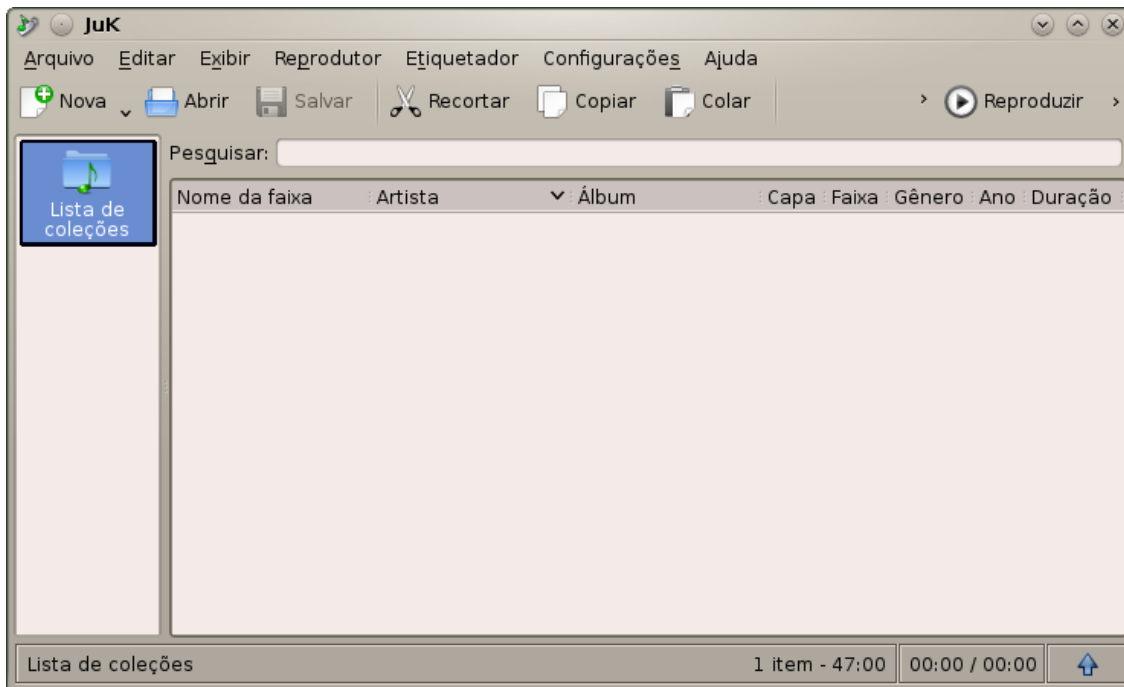 JuK
Arquivo Editar Exibir Reprodutor Etiquetador Configurações Ajuda
Nova Abrir Salvar Recortar Copiar Colar Reproduzir
Pesquisar:
Nome da faixa Artista Álbum Capa Faixa Gênero Ano Duração
Lista de
coleções
Lista de coleções 1 item - 47:00 00:00 / 00:00